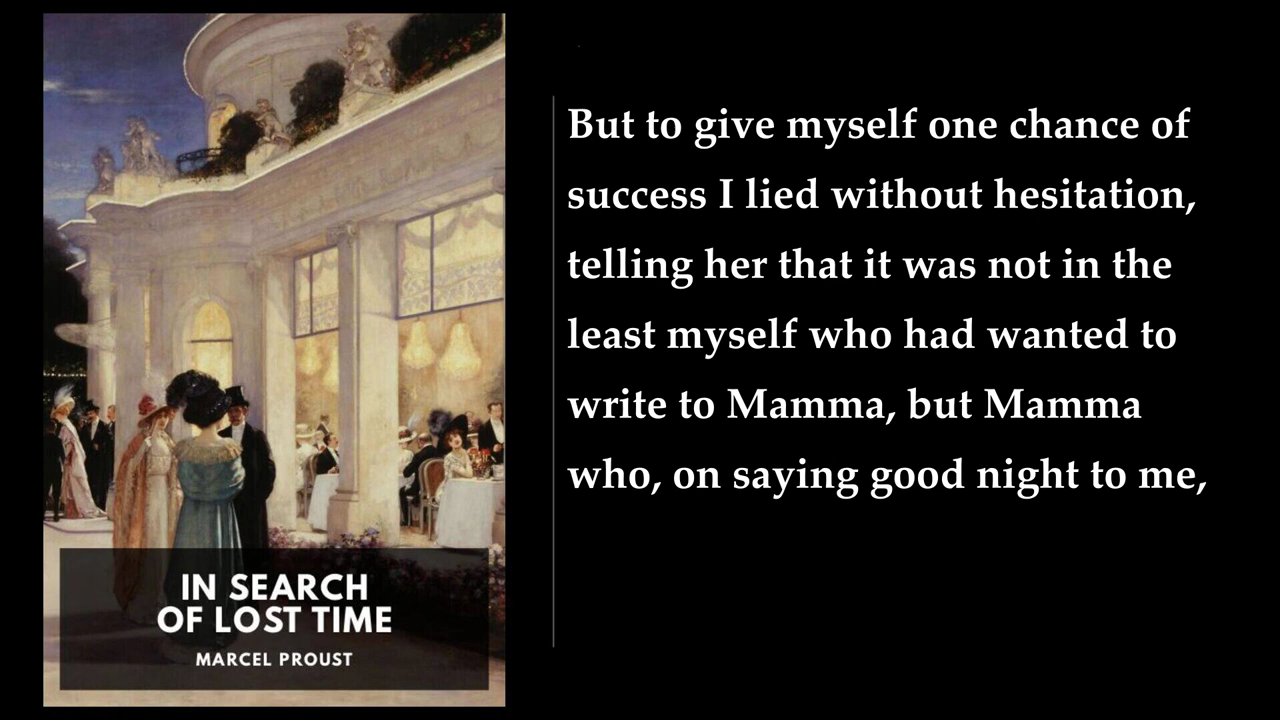 IN SEARCH
OF LOST TIME
MARCEL PROUST
But to give myself one chance of
success I lied without hesitation,
telling her that it was not in the
least myself who had wanted to
write to Mamma, but Mamma
who, on saying good night to me,